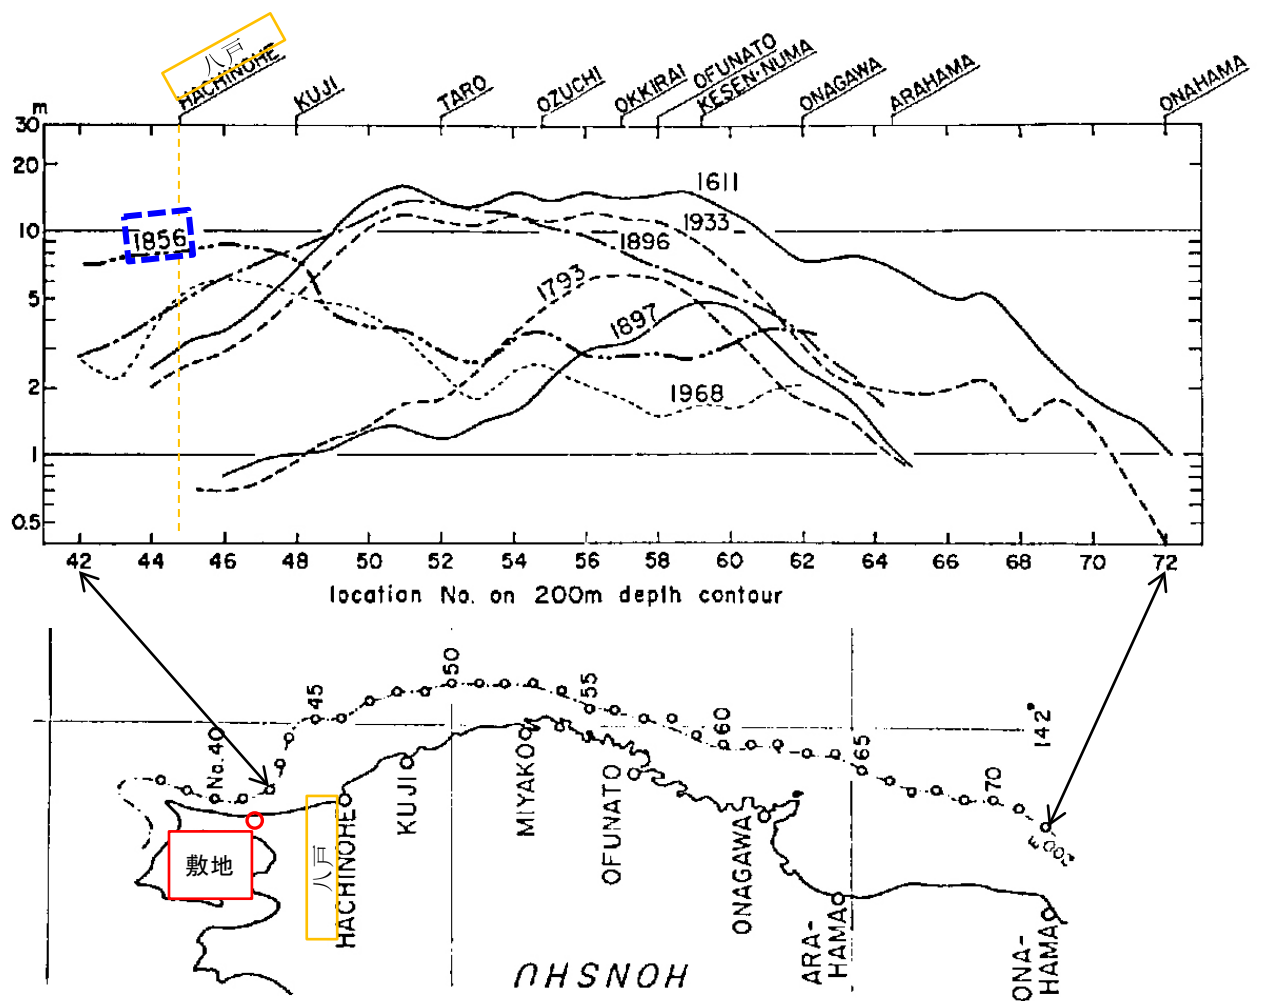 八戸
HACHINOHE
KUJI
TARO
OZUCHI
OKKIRAI
OFUNATO
KESEN-NUMA
ONAGAWA
ARAHAMA
ONAHAMA
m
30
20
10
5
2
1
0.5
1856
1611
1933
1896
1793
1897
1968
42 44 46 48 50 52 54 56 58 60 62 64 66 68 70 72
location No. on 200m depth contour
No.40
45
50
55
60
65
70
142°
200m
敷地
八戸
HACHINOHE
KUJI
MIYAKO
OFUNATO
ONAGAWA
ARA-
HAMA
ONA-
HAMA
HONSHU